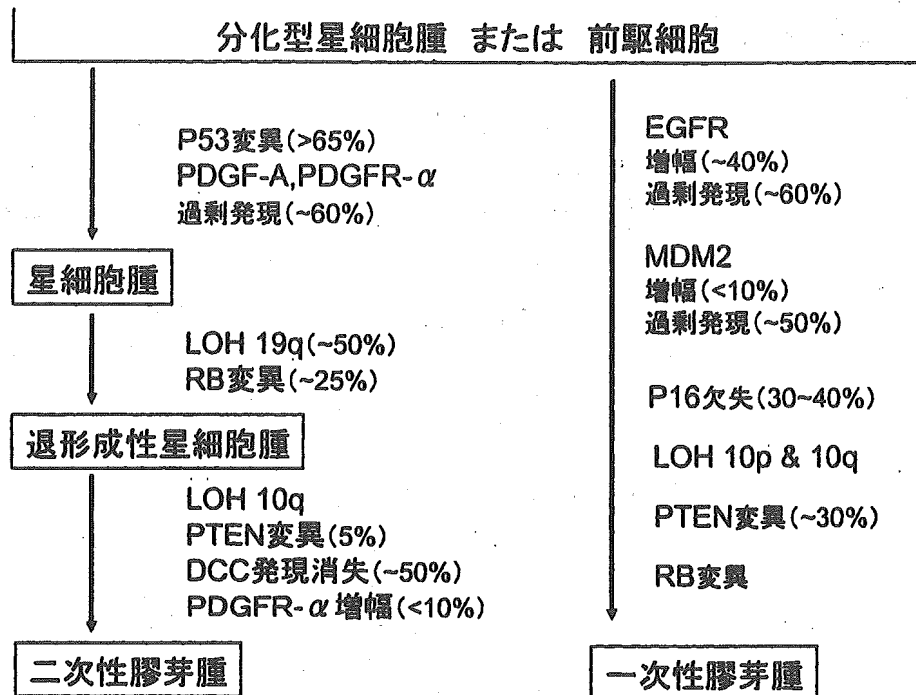 分化型星細胞腫 または 前駆細胞
P53変異(>65%)
PDGF-A,PDGFR-α
過剰発現(~60%)
星細胞腫
LOH 19q(~50%)
RB変異(~25%)
退形成性星細胞腫
LOH 10q
PTEN変異(5%)
DCC発現消失(~50%)
PDGFR-α増幅(<10%)
二次性膠芽腫
EGFR
増幅(~40%)
過剰発現(~60%)
MDM2
増幅(<10%)
過剰発現(~50%)
P16欠失(30~40%)
LOH 10p & 10q
PTEN変異(~30%)
RB変異
一次性膠芽腫